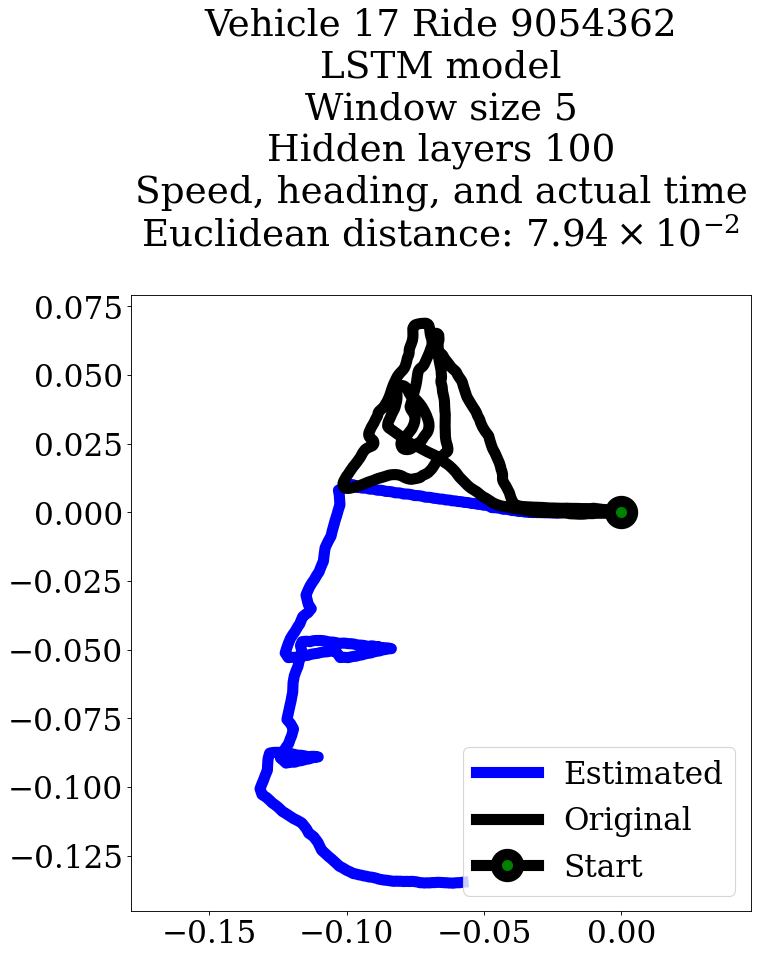 Vehicle 17 Ride 9054362
LSTM model
Window size 5
Hidden layers 100
Speed, heading, and actual time
Euclidean distance: 7.94 × 10⁻²
0.075
0.050
0.025
0.000
−0.025
−0.050
−0.075
−0.100
−0.125
Estimated
Original
Start
−0.15 −0.10 −0.05 0.00